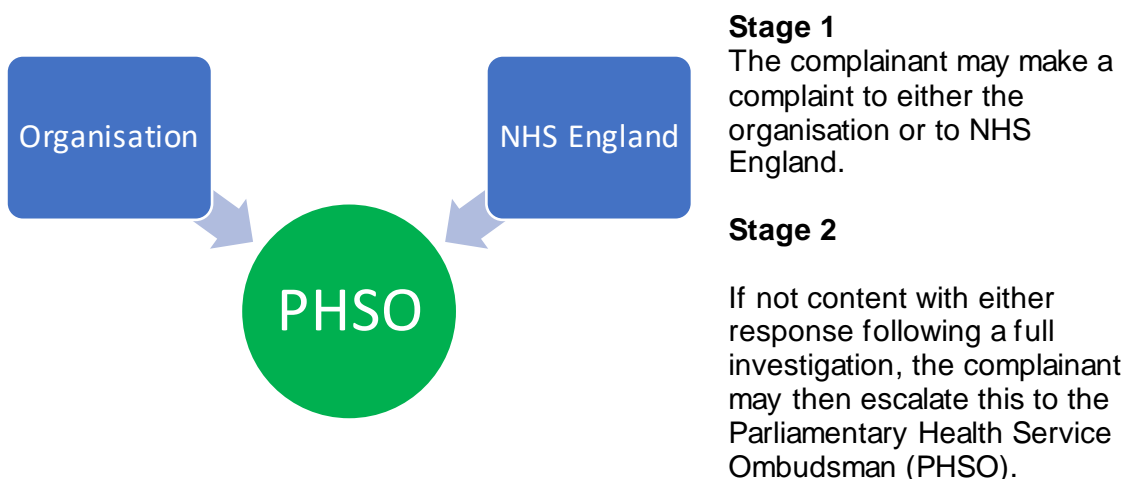 Organisation
NHS England
PHSO
Stage 1
The complainant may make a
complaint to either the
organisation or to NHS
England.
Stage 2
If not content with either
response following a full
investigation, the complainant
may then escalate this to the
Parliamentary Health Service
Ombudsman (PHSO).